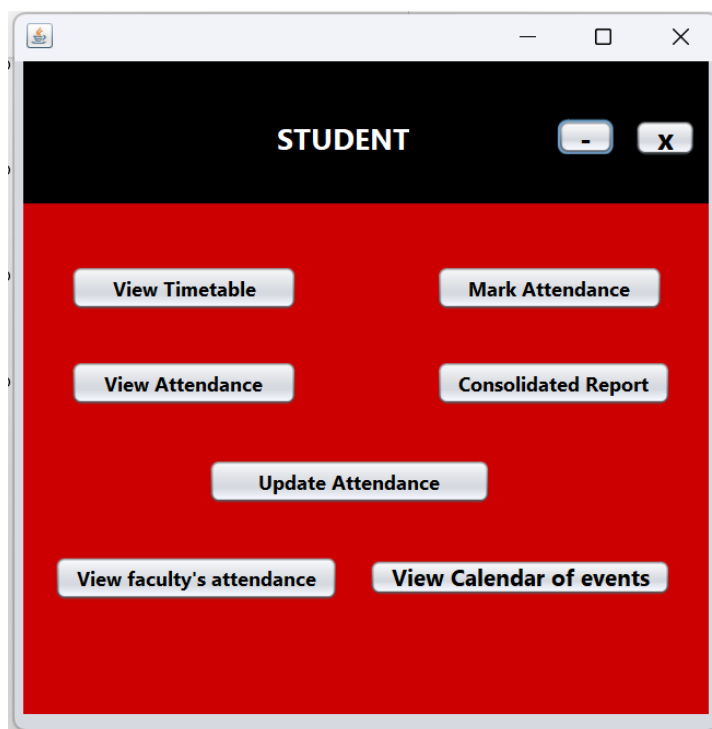 STUDENT - x
View Timetable Mark Attendance
View Attendance Consolidated Report
Update Attendance
View faculty's attendance View Calendar of events